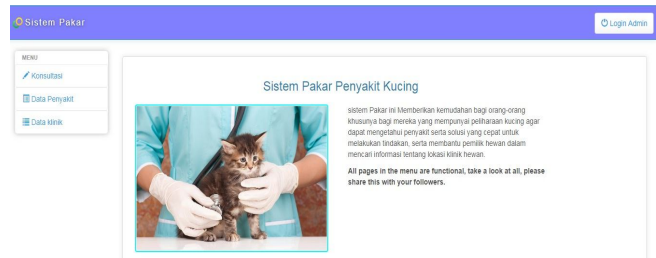 Sistem Pakar
Login Admin
MENU
Konsultasi
Data Penyakit
Data klinik
Sistem Pakar Penyakit Kucing
sistem Pakar ini Memberikan kemudahan bagi orang-orang
khusunya bagi mereka yang mempunyai peliharaan kucing agar
dapat mengetahui penyakit serta solusi yang cepat untuk
melakukan tindakan, serta membantu pemilik hewan dalam
mencari informasi tentang lokasi klinik hewan.
All pages in the menu are functional, take a look at all, please
share this with your followers.